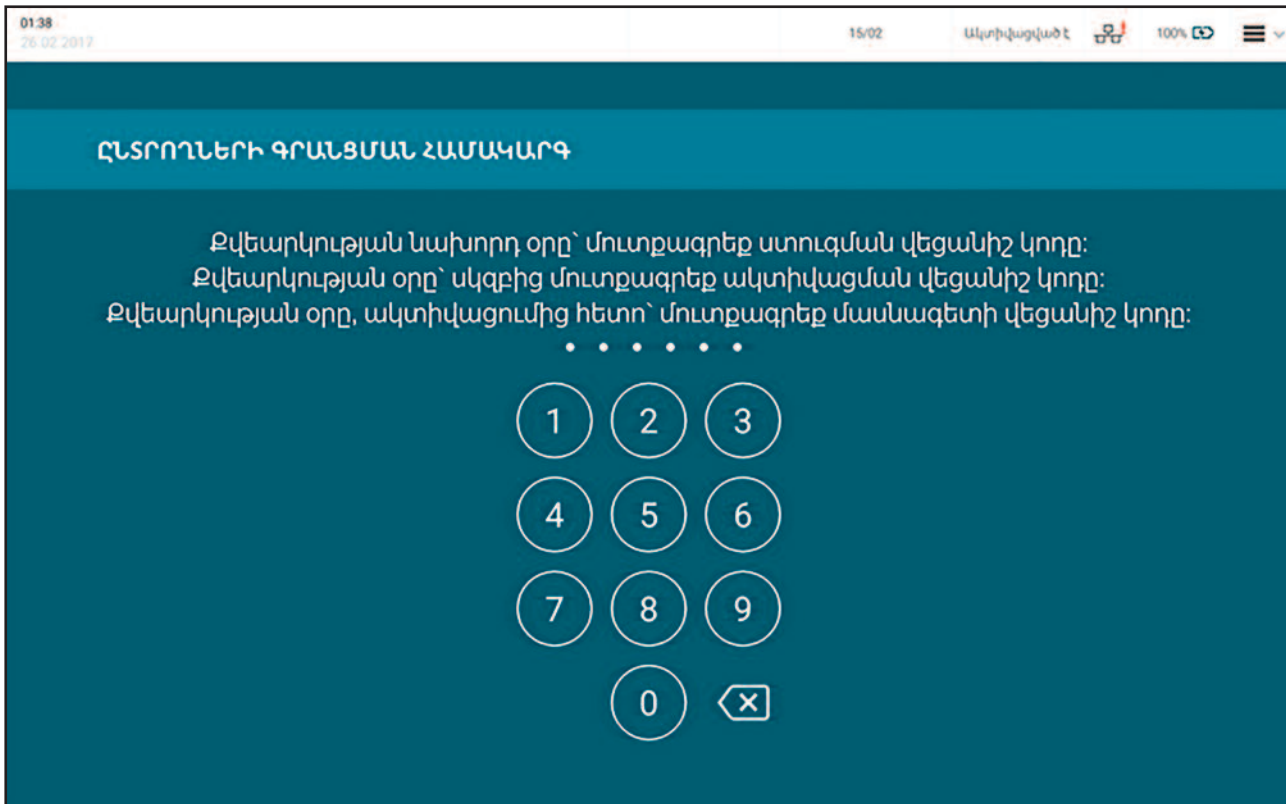 01:38
26.02.2017
15/02
Ակտիվացված է
100%
ԸՆՏՐՈՂՆԵՐԻ ԳՐԱՆՑՄԱՆ ՀԱՄԱԿԱՐԳ
Քվեարկության նախորդ օրը՝ մուտքագրեք ստուգման վեցանիշ կոդը:
Քվեարկության օրը՝ սկզբից մուտքագրեք ակտիվացման վեցանիշ կոդը:
Քվեարկության օրը, ակտիվացումից հետո՝ մուտքագրեք մասնագետի վեցանիշ կոդը:
1 2 3
4 5 6
7 8 9
0